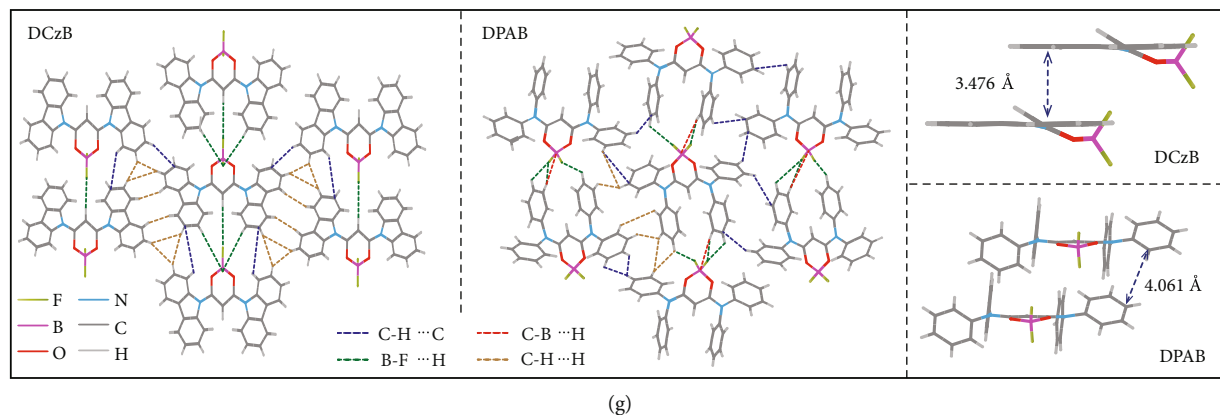 DCzB
F
N
B
C
O
H
DPAB
C-H ··· C
C-B ··· H
B-F ··· H
C-H ··· H
3.476 Å
DCzB
4.061 Å
DPAB
(g)